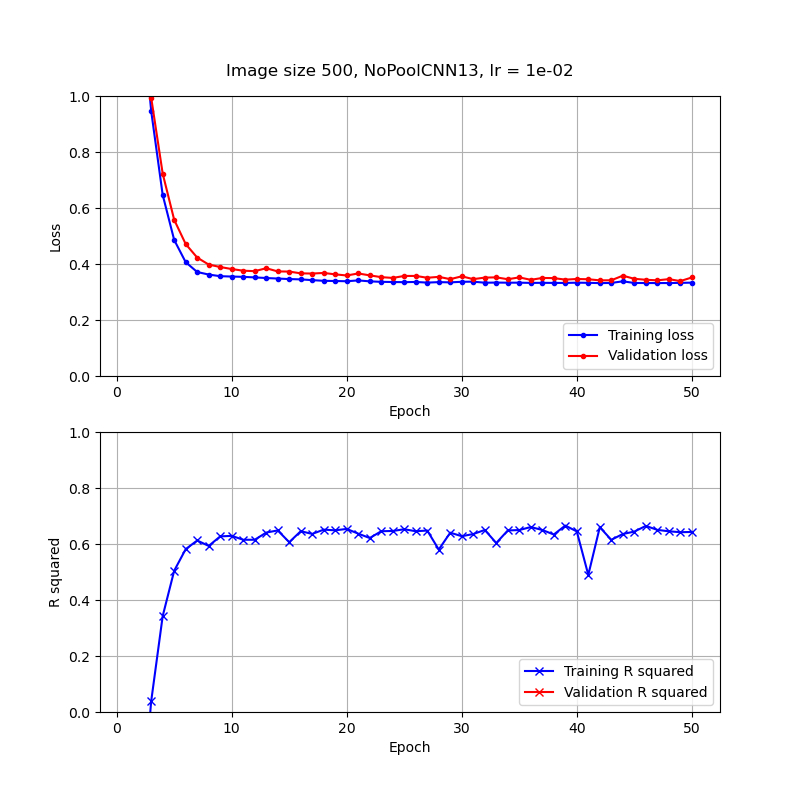 Image size 500, NoPoolCNN13, lr = 1e-02
1.0
0.8
0.6
0.4
0.2
0.0
Loss
Training loss
Validation loss
0 10 20 30 40 50
Epoch
1.0
0.8
0.6
0.4
0.2
0.0
R squared
Training R squared
Validation R squared
0 10 20 30 40 50
Epoch